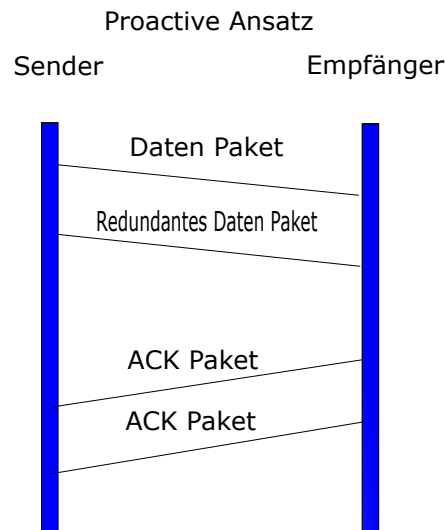 Proactive Ansatz
Sender
Empfänger
Daten Paket
Redundantes Daten Paket
ACK Paket
ACK Paket